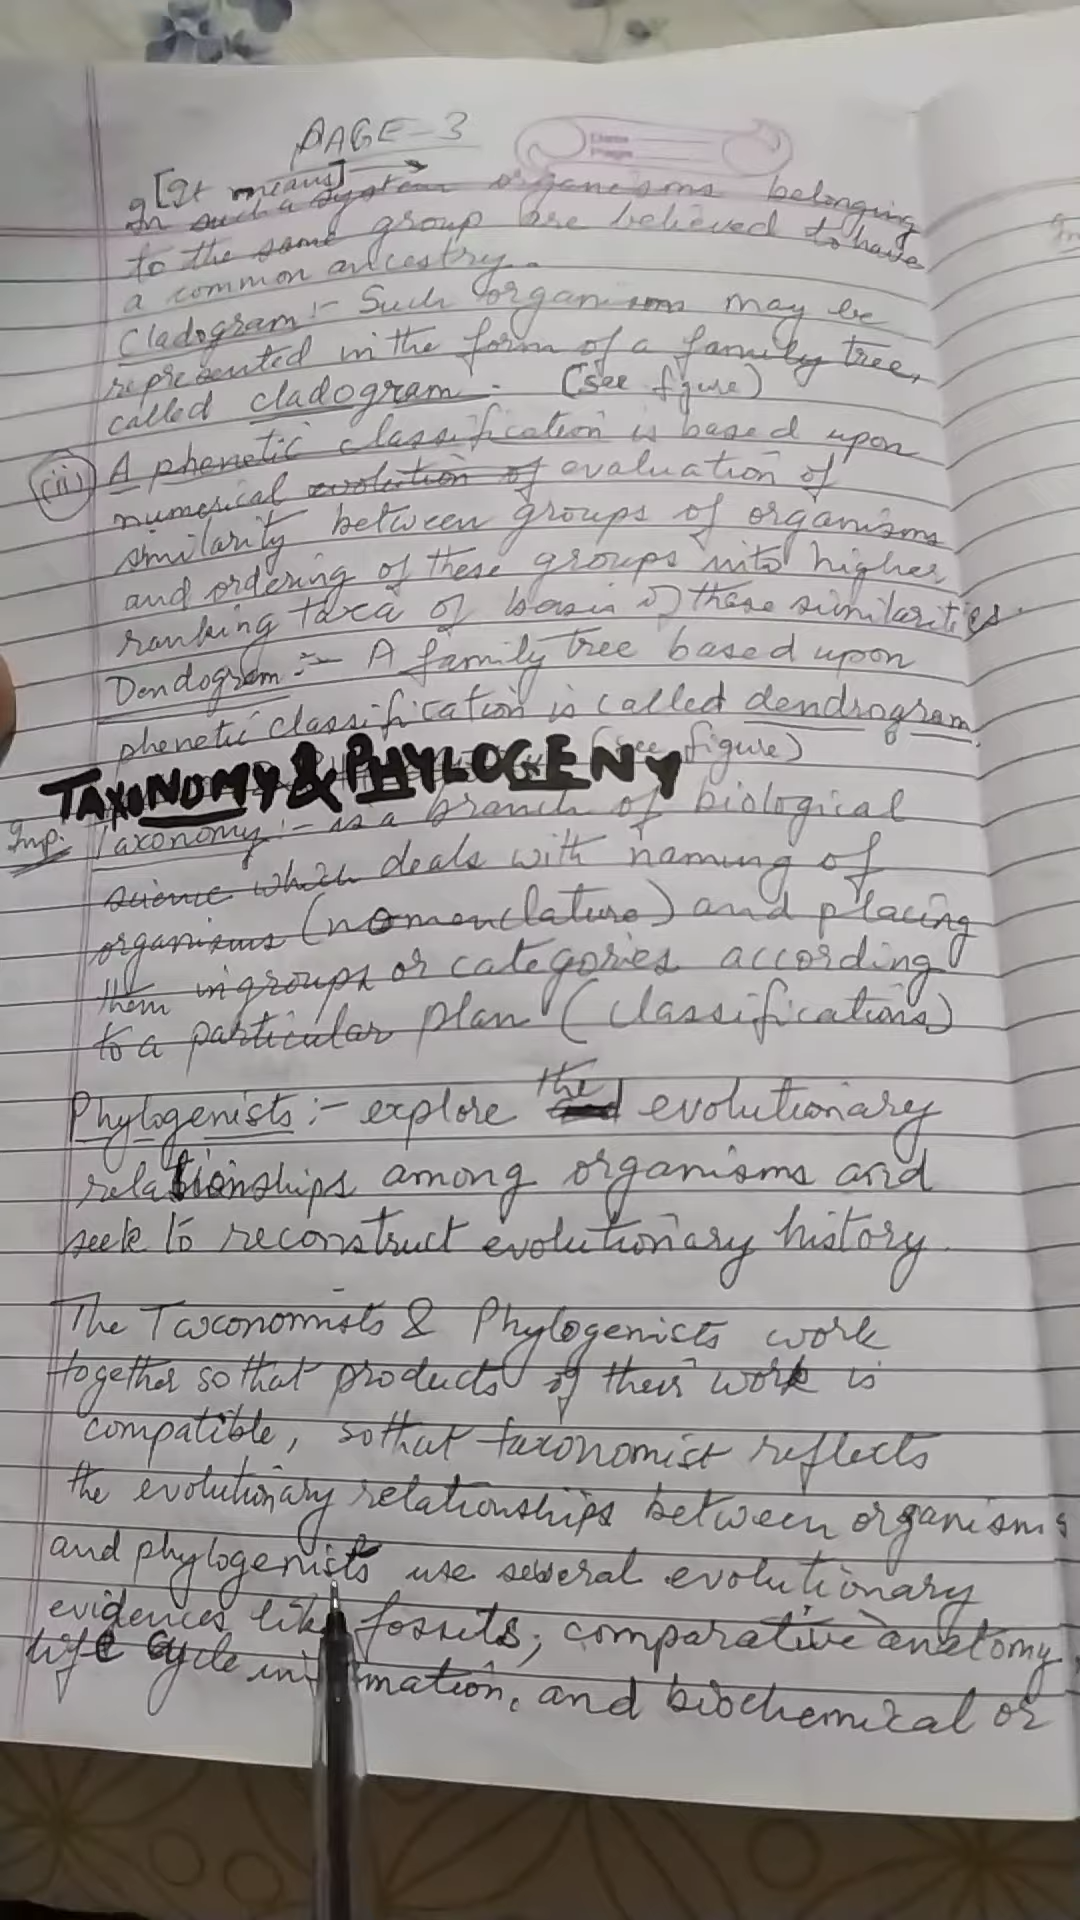 PAGE-3
[It means]→
In such a system organisms belonging
to the same group are believed to have
a common ancestry.
Cladogram:- Such organisms may be
represented in the form of a family tree,
called cladogram. (see figure)
(ii) A phenetic classification is based upon
numerical evolution of evaluation of
similarity between groups of organisms
and ordering of these groups into higher
ranking taxa of basis of these similarities.
Dendogram:- A family tree based upon
phenetic classification is called dendrogram.
(see figure)
TAXONOMY & PHYLOGENY
Imp. Taxonomy:- is a branch of biological
science which deals with naming of
organisms (nomenclature) and placing
them in groups or categories according
to a particular plan (Classifications)
Phylogenists:- explore the evolutionary
relationships among organisms and
seek to reconstruct evolutionary history.
The Taxonomists & Phylogenists work
together so that products of their work is
compatible, so that taxonomist reflects
the evolutionary relationships between organisms
and phylogenists use several evolutionary
evidences like fossils, comparative anatomy,
life cycle mation, and biochemical or